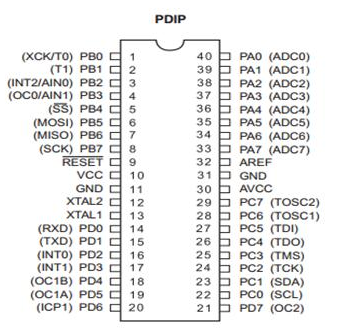 PDIP
(XCK/T0) PB0 1 40 PA0 (ADC0)
(T1) PB1 2 39 PA1 (ADC1)
(INT2/AIN0) PB2 3 38 PA2 (ADC2)
(OC0/AIN1) PB3 4 37 PA3 (ADC3)
(SS) PB4 5 36 PA4 (ADC4)
(MOSI) PB5 6 35 PA5 (ADC5)
(MISO) PB6 7 34 PA6 (ADC6)
(SCK) PB7 8 33 PA7 (ADC7)
RESET 9 32 AREF
VCC 10 31 GND
GND 11 30 AVCC
XTAL2 12 29 PC7 (TOSC2)
XTAL1 13 28 PC6 (TOSC1)
(RXD) PD0 14 27 PC5 (TDI)
(TXD) PD1 15 26 PC4 (TDO)
(INT0) PD2 16 25 PC3 (TMS)
(INT1) PD3 17 24 PC2 (TCK)
(OC1B) PD4 18 23 PC1 (SDA)
(OC1A) PD5 19 22 PC0 (SCL)
(ICP1) PD6 20 21 PD7 (OC2)